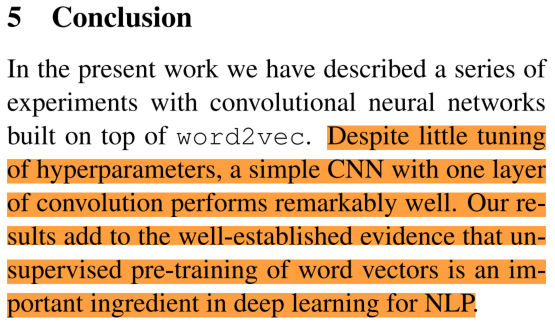 5 Conclusion
In the present work we have described a series of
experiments with convolutional neural networks
built on top of word2vec. Despite little tuning
of hyperparameters, a simple CNN with one layer
of convolution performs remarkably well. Our re-
sults add to the well-established evidence that un-
supervised pre-training of word vectors is an im-
portant ingredient in deep learning for NLP.